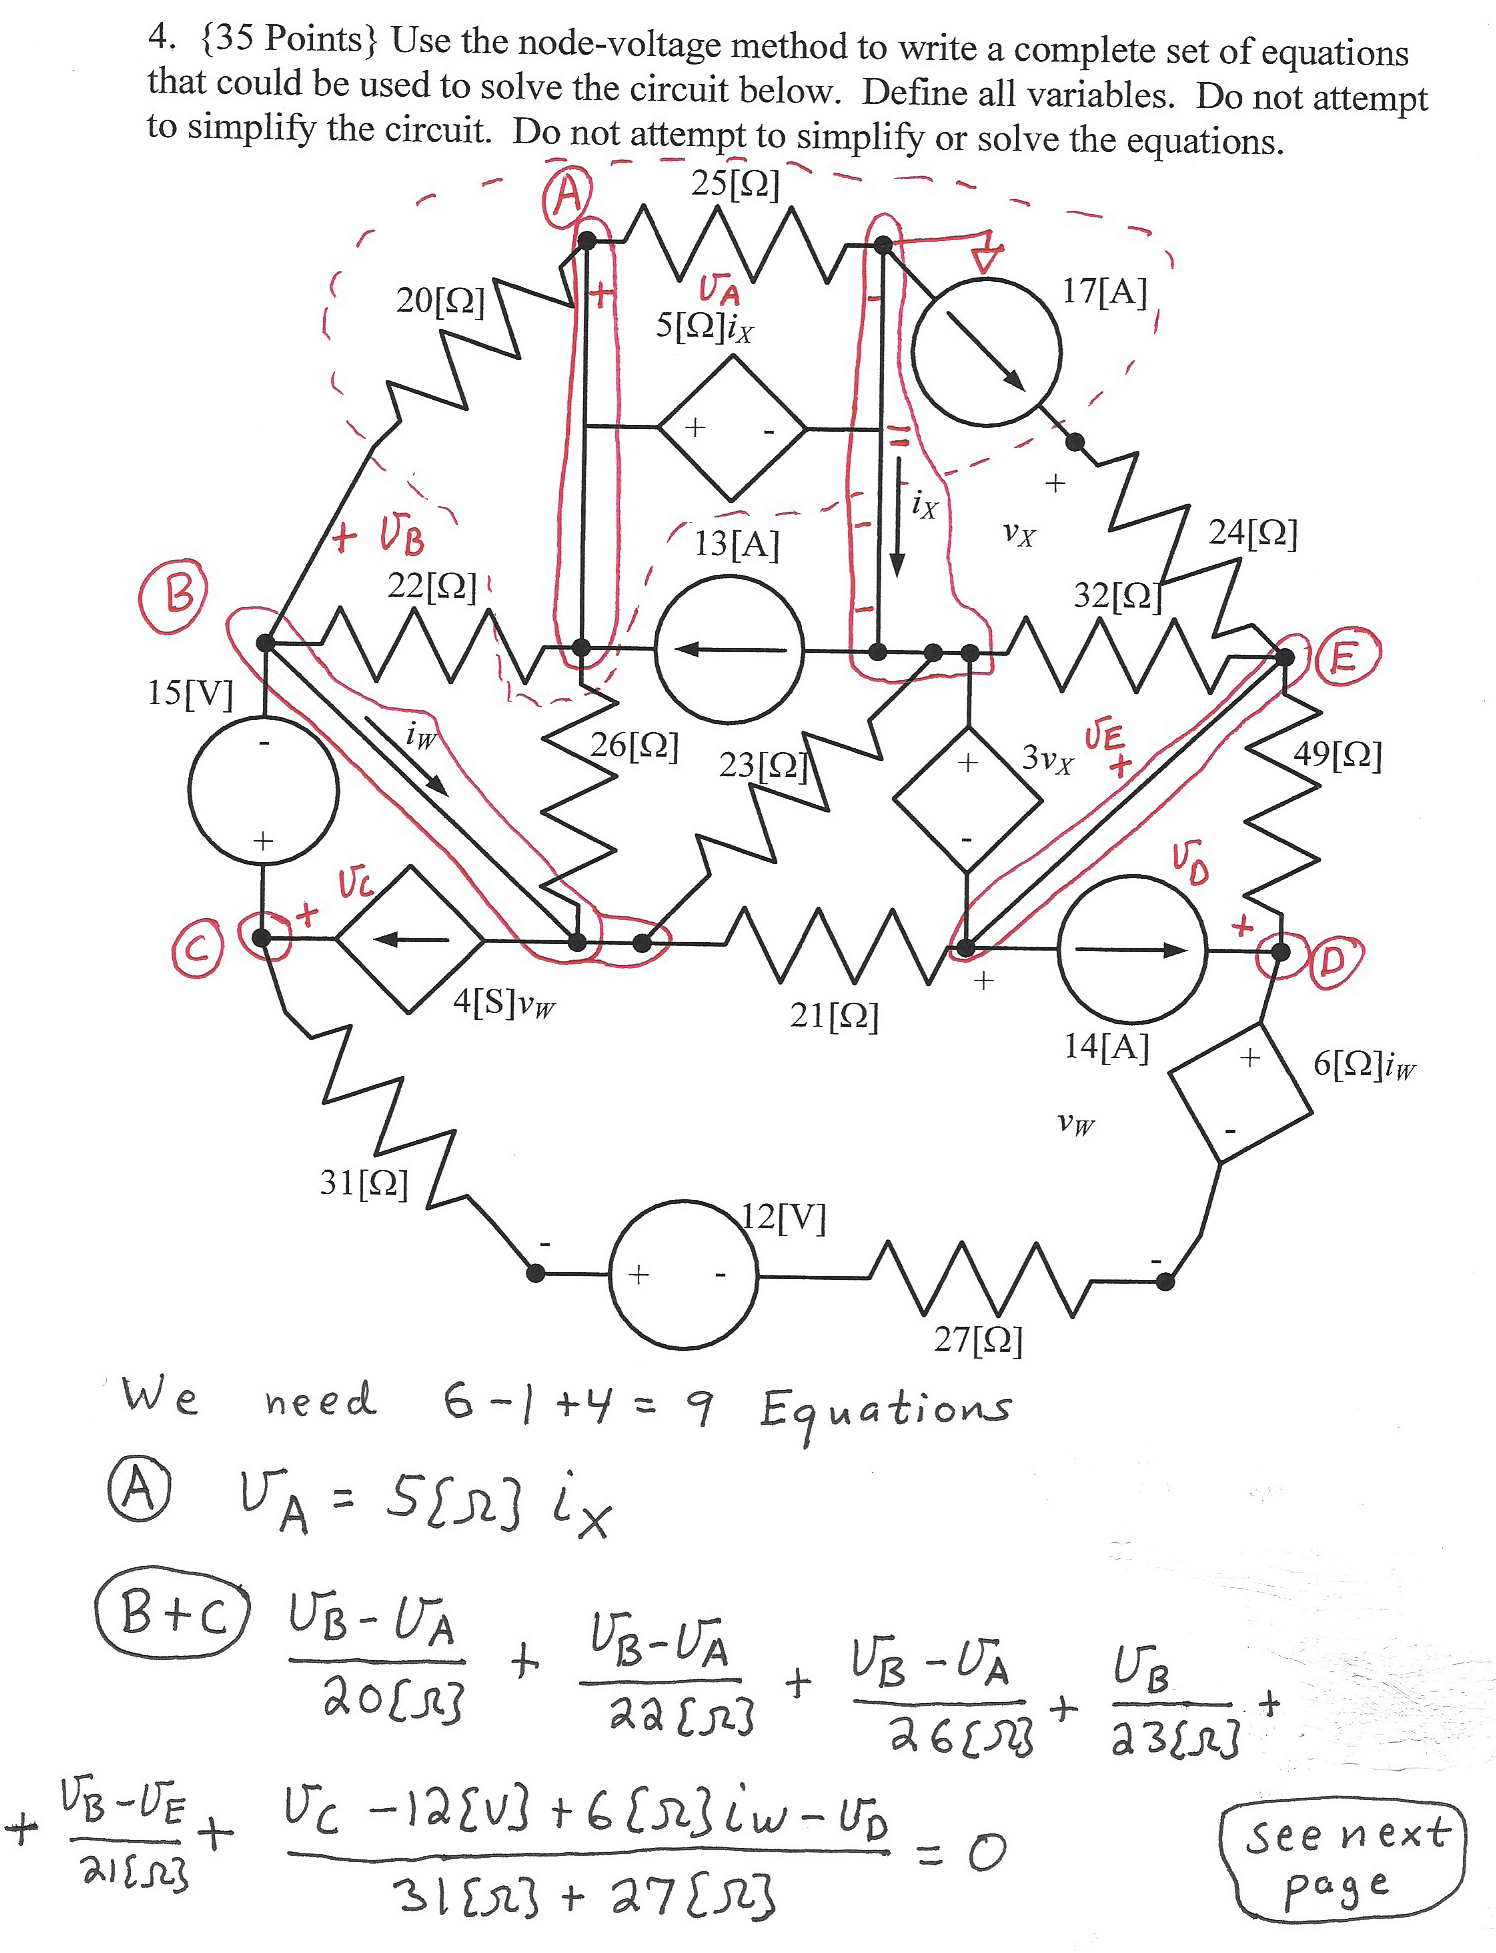 4. {35 Points} Use the node-voltage method to write a complete set of equations
that could be used to solve the circuit below. Define all variables. Do not attempt
to simplify the circuit. Do not attempt to simplify or solve the equations.
A
25[Ω]
20[Ω]
+
vA
-
17[A]
5[Ω]iX
+
-
iX
+
+ vB
vX
24[Ω]
13[A]
B
22[Ω]
32[Ω]
E
15[V]
-
iW
26[Ω]
23[Ω]
+
3vX
vE
+
49[Ω]
+
-
vC
vD
C
+
+
D
4[S]vW
21[Ω]
+
14[A]
+
6[Ω]iW
vW
-
31[Ω]
12[V]
-
+
-
-
27[Ω]
We need 6-1+4 = 9 Equations
A vA = 5[Ω] iX
B+C vB-vA/20[Ω] + vB-vA/22[Ω] + vB-vA/26[Ω] + vB/23[Ω] +
+ vB-vE/21[Ω] + vC-12[V]+6[Ω]iW-vD/31[Ω]+27[Ω] = 0
see next
page